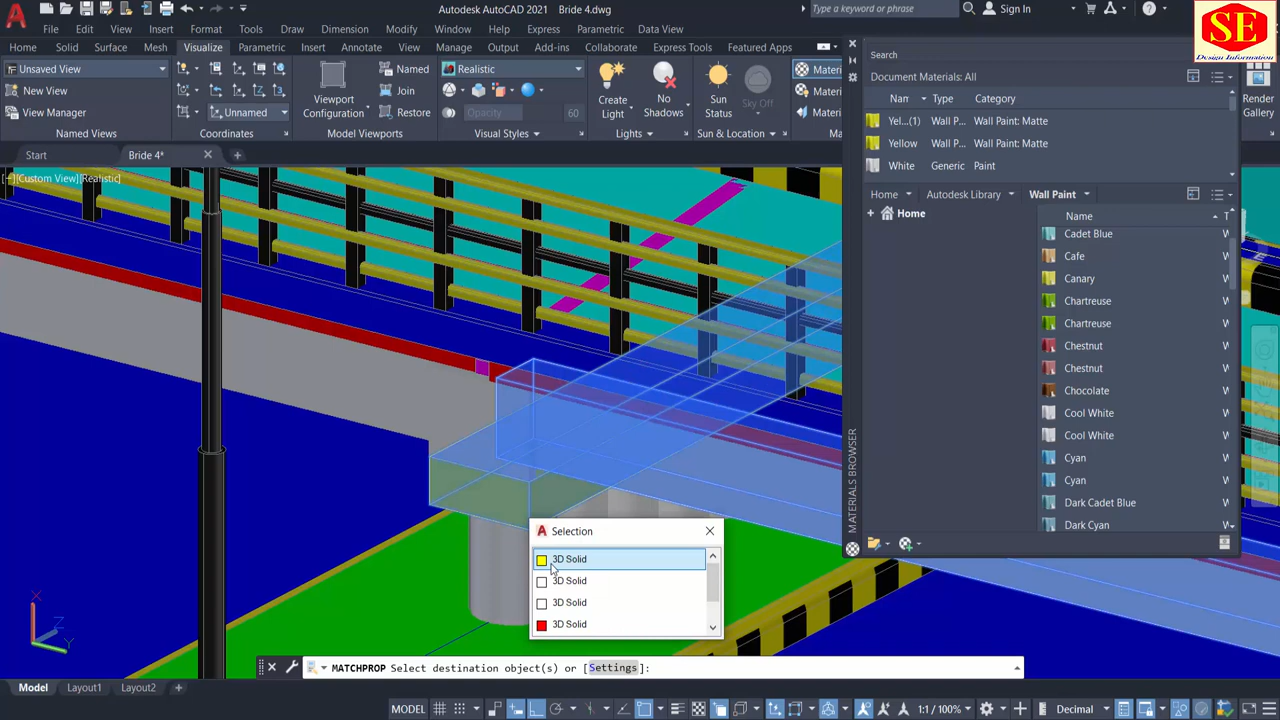 Autodesk AutoCAD 2021 Bride 4.dwg
Type a keyword or phrase
Sign In
SE
Design Information
File Edit View Insert Format Tools Draw Dimension Modify Window Express Parametric Data View
Home Solid Surface Mesh Visualize Parametric Insert Annotate View Manage Output Add-ins Collaborate Express Tools Featured Apps
Unsaved View
New View
View Manager
Named Views
Unnamed
Coordinates
Viewport
Configuration
Named
Join
Restore
Model Viewports
Realistic
Opacity 60
Visual Styles
Create
Light
No
Shadows
Lights
Sun
Status
Sky Off
Sun & Location
Materi
Mate
Mat
Render
Gallery
Start
Bride 4*
[−][Custom View][Realistic]
Search
Document Materials: All
Nam Type Category
Yel...(1) Wall P... Wall Paint: Matte
Yellow Wall P... Wall Paint: Matte
White Generic Paint
Home Autodesk Library Wall Paint
Home
Name
Cadet Blue W
Cafe W
Canary W
Chartreuse W
Chartreuse W
Chestnut W
Chestnut W
Chocolate W
Cool White W
Cool White W
Cyan W
Cyan W
Dark Cadet Blue W
Dark Cyan W
MATERIALS BROWSER
Selection
3D Solid
3D Solid
3D Solid
3D Solid
X
Z
Y
MATCHPROP Select destination object(s) or [Settings]:
Model Layout1 Layout2
MODEL 1:1 / 100% Decimal